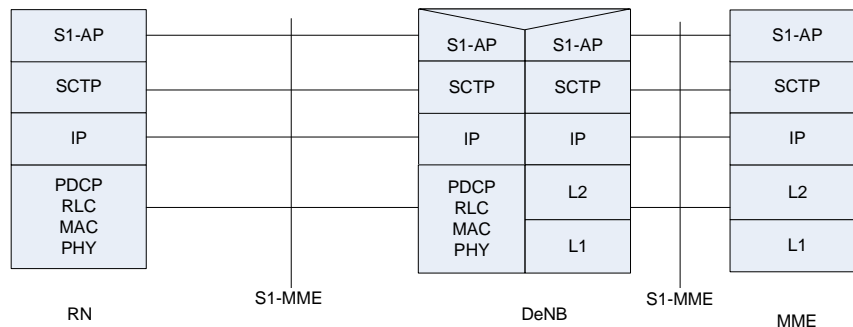 S1-AP
SCTP
IP
PDCP
RLC
MAC
PHY
RN
S1-MME
S1-AP
S1-AP
SCTP
SCTP
IP
IP
PDCP
RLC
MAC
PHY
L2
L1
DeNB
S1-MME
S1-AP
SCTP
IP
L2
L1
MME